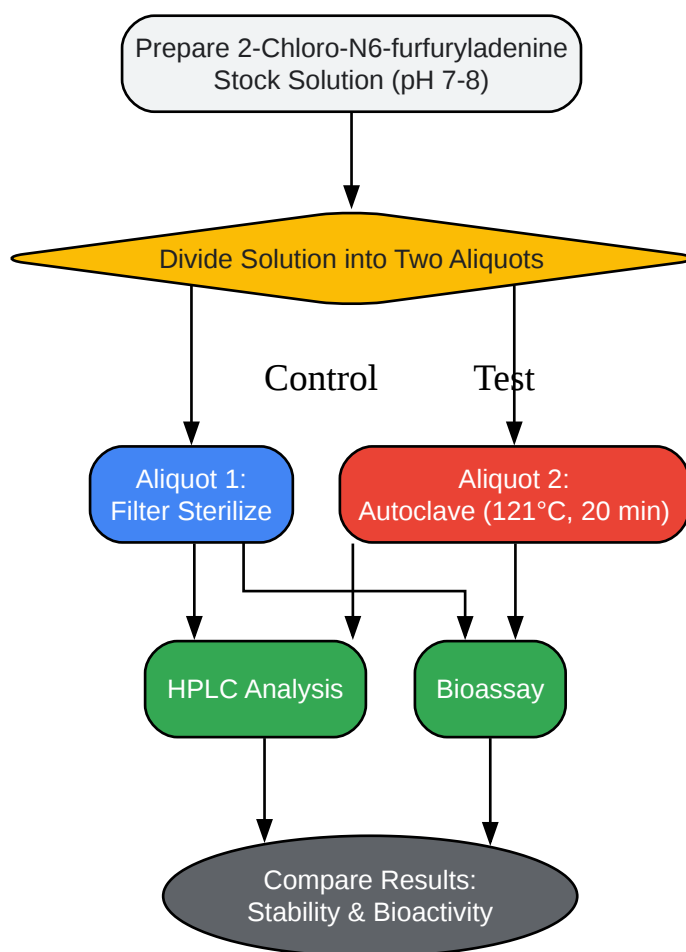 Prepare 2-Chloro-N6-furfuryladenine
Stock Solution (pH 7-8)
Divide Solution into Two Aliquots
Control
Test
Aliquot 1:
Filter Sterilize
Aliquot 2:
Autoclave (121°C, 20 min)
HPLC Analysis
Bioassay
Compare Results:
Stability & Bioactivity